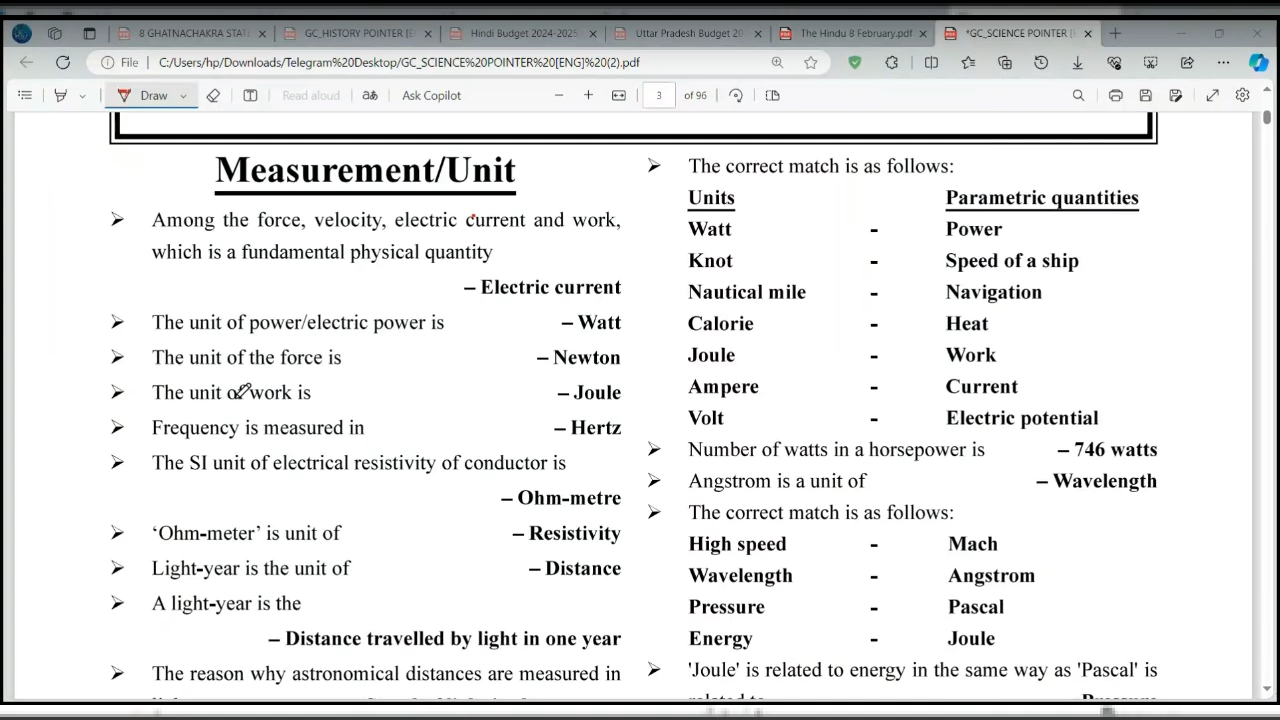 8 GHATNACHAKRA STAT
GC_HISTORY POINTER [E
Hindi Budget 2024-2025
Uttar Pradesh Budget 20
The Hindu 8 February.pdf
*GC_SCIENCE POINTER [E
File
C:/Users/hp/Downloads/Telegram%20Desktop/GC_SCIENCE%20POINTER%20[ENG]%20(2).pdf
Draw
Read aloud
Ask Copilot
3 of 96
Measurement/Unit
➢ Among the force, velocity, electric current and work,
which is a fundamental physical quantity
– Electric current
➢ The unit of power/electric power is – Watt
➢ The unit of the force is – Newton
➢ The unit of work is – Joule
➢ Frequency is measured in – Hertz
➢ The SI unit of electrical resistivity of conductor is
– Ohm-metre
➢ ‘Ohm-meter’ is unit of – Resistivity
➢ Light-year is the unit of – Distance
➢ A light-year is the
– Distance travelled by light in one year
➢ The reason why astronomical distances are measured in
➢ The correct match is as follows:
Units Parametric quantities
Watt - Power
Knot - Speed of a ship
Nautical mile - Navigation
Calorie - Heat
Joule - Work
Ampere - Current
Volt - Electric potential
➢ Number of watts in a horsepower is – 746 watts
➢ Angstrom is a unit of – Wavelength
➢ The correct match is as follows:
High speed - Mach
Wavelength - Angstrom
Pressure - Pascal
Energy - Joule
➢ 'Joule' is related to energy in the same way as 'Pascal' is
related to – Pressure